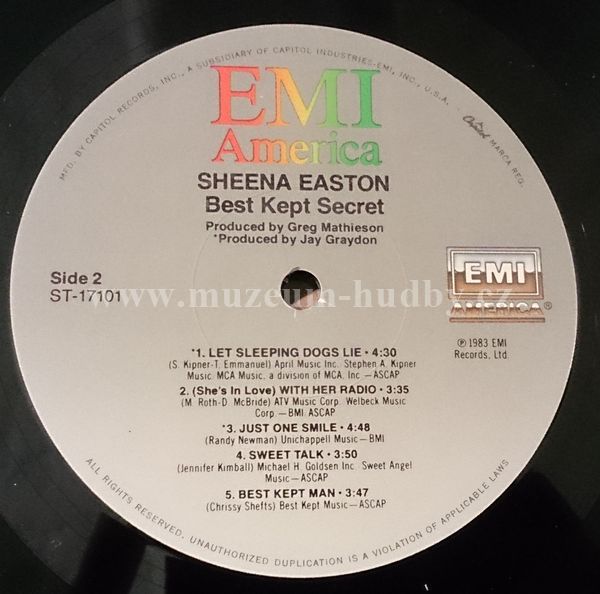 MFD. BY CAPITOL RECORDS, INC., A SUBSIDIARY OF CAPITOL INDUSTRIES-EMI, INC., U.S.A. • Capitol MARCA REG.
EMI
America
SHEENA EASTON
Best Kept Secret
Produced by Greg Mathieson
*Produced by Jay Graydon
Side 2
ST-17101
EMI
AMERICA®
www.muzeum-hudby.cz
℗ 1983 EMI
Records, Ltd.
*1. LET SLEEPING DOGS LIE • 4:30
(S. Kipner-T. Emmanuel) April Music Inc. Stephen A. Kipner
Music. MCA Music, a division of MCA, Inc.—ASCAP
2. (She's In Love) WITH HER RADIO • 3:35
(M. Roth-D. McBride) ATV Music Corp. Welbeck Music
Corp.—BMI. ASCAP
*3. JUST ONE SMILE • 4:48
(Randy Newman) Unichappell Music—BMI
4. SWEET TALK • 3:50
(Jennifer Kimball) Michael H. Goldsen Inc. Sweet Angel
Music—ASCAP
5. BEST KEPT MAN • 3:47
(Chrissy Shefts) Best Kept Music—ASCAP
ALL RIGHTS RESERVED. UNAUTHORIZED DUPLICATION IS A VIOLATION OF APPLICABLE LAWS